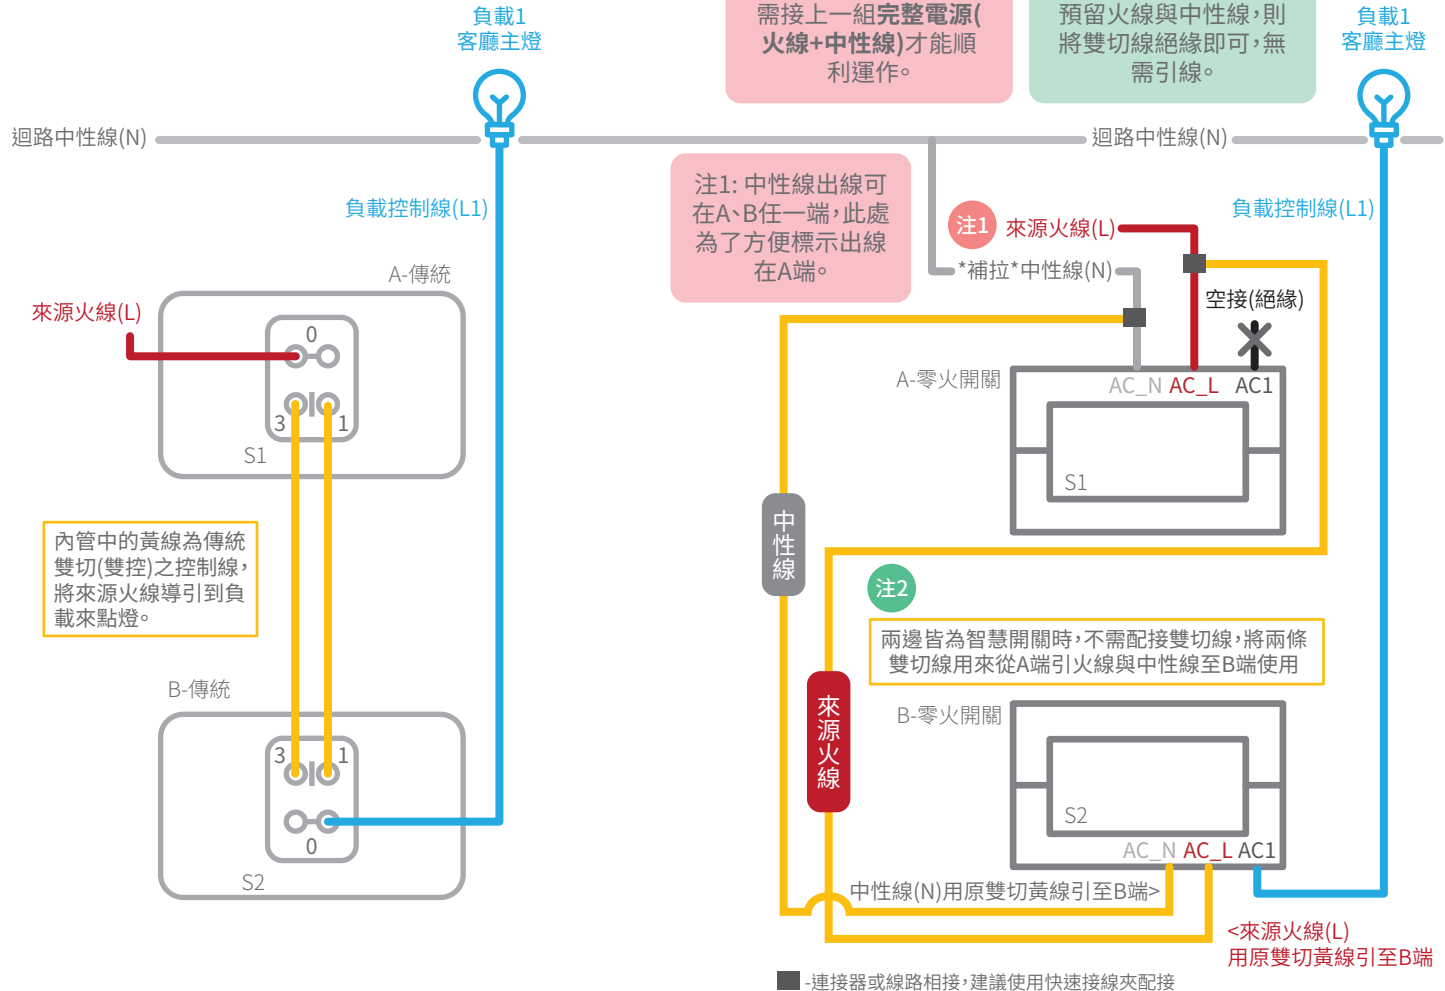 負載1
客廳主燈
需接上一組完整電源(
火線+中性線)才能順
利運作。
預留火線與中性線,則
將雙切線絕緣即可,無
需引線。
負載1
客廳主燈
迴路中性線(N)
迴路中性線(N)
負載控制線(L1)
注1: 中性線出線可
在A、B任一端,此處
為了方便標示出線
在A端。
注1
來源火線(L)
負載控制線(L1)
*補拉*中性線(N)
空接(絕緣)
A-傳統
來源火線(L)
0
3
1
S1
A-零火開關
AC_N AC_L AC1
S1
中性線
內管中的黃線為傳統
雙切(雙控)之控制線,
將來源火線導引到負
載來點燈。
注2
兩邊皆為智慧開關時,不需配接雙切線,將兩條
雙切線用來從A端引火線與中性線至B端使用
來源火線
B-傳統
3
1
0
S2
B-零火開關
S2
AC_N AC_L AC1
中性線(N)用原雙切黃線引至B端>
<來源火線(L)
用原雙切黃線引至B端
-連接器或線路相接,建議使用快速接線夾配接